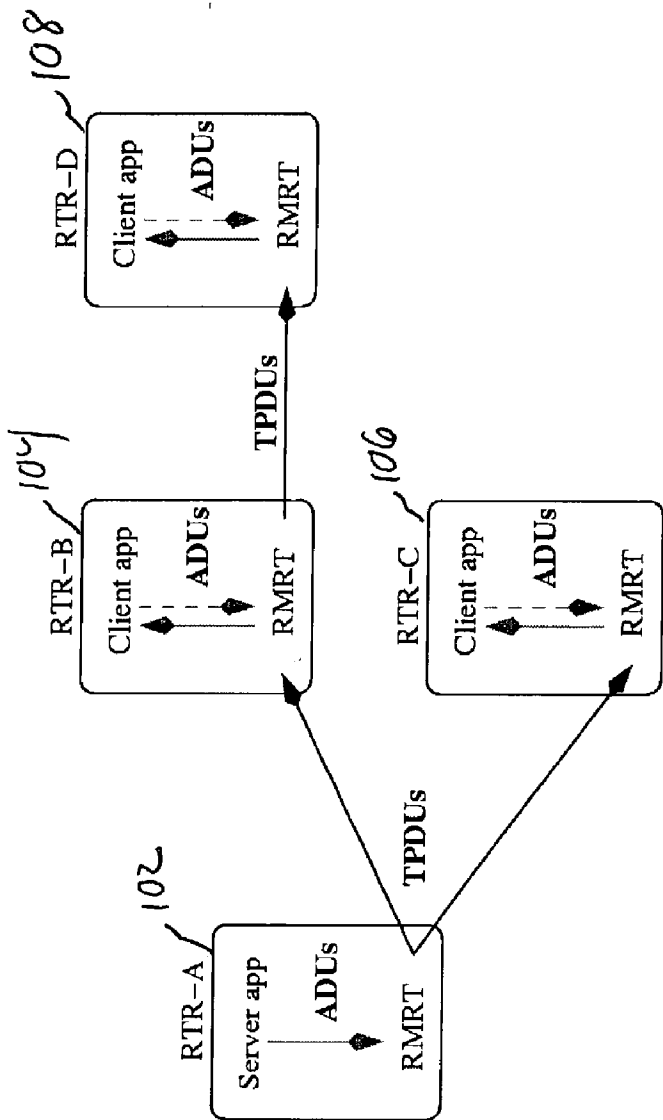 108
RTR-D
Client app
ADUs
RMRT
TPDUs
104
RTR-B
Client app
ADUs
RMRT
106
RTR-C
Client app
ADUs
RMRT
TPDUs
102
RTR-A
Server app
ADUs
RMRT